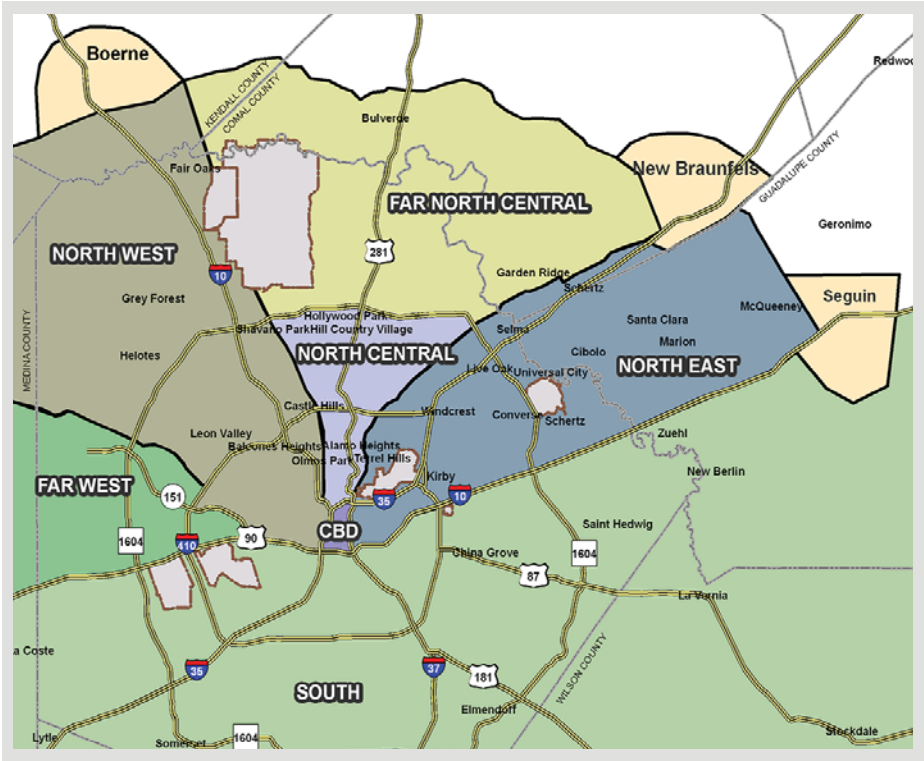 Boerne
Redwoo
KENDALL COUNTY
COMAL COUNTY
Bulverde
Fair Oaks
New Braunfels
GUADALUPE COUNTY
FAR NORTH CENTRAL
Geronimo
NORTH WEST
281
10
Garden Ridge
Schertz
Grey Forest
Seguin
McQueeney
Hollywood Park
Shavano Park
Hill Country Village
Selma
Santa Clara
MEDINA COUNTY
Helotes
NORTH CENTRAL
Cibolo
Marion
NORTH EAST
Live Oak
Universal City
Castle Hills
Windcrest
Converse
Schertz
Leon Valley
Balcones Heights
Alamo Heights
Zuehl
Olmos Park
Terrel Hills
Kirby
New Berlin
FAR WEST
151
35
10
CBD
Saint Hedwig
1604
410
90
China Grove
1604
87
La Vernia
a Coste
35
37
181
WILSON COUNTY
SOUTH
Elmendorf
Lytle
Somerset
1604
Stockdale